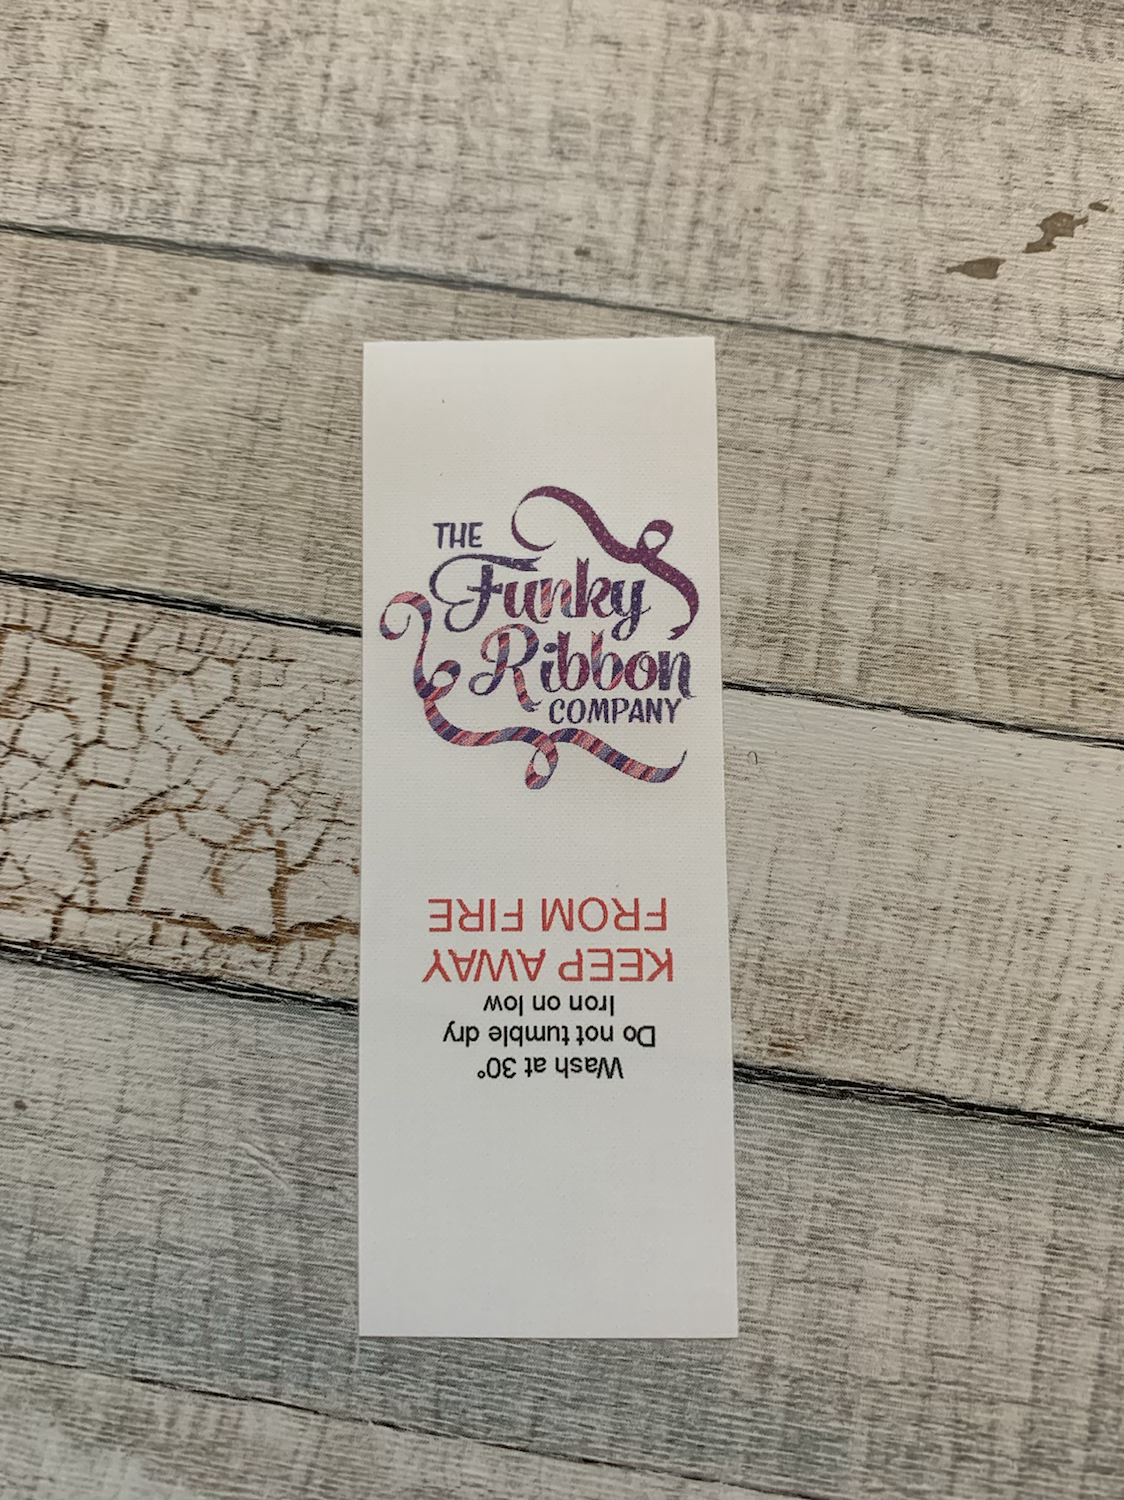 THE
Funky
Ribbon
COMPANY
Wash at 30°
Do not tumble dry
Iron on low
KEEP AWAY
FROM FIRE